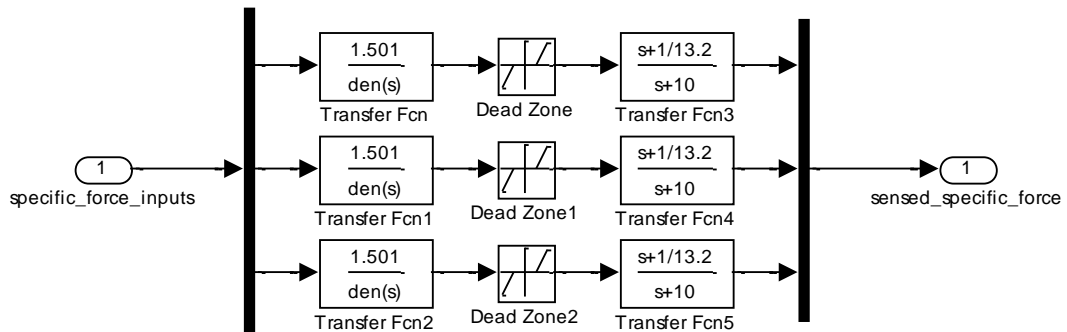 1.501
den(s)
Transfer Fcn
Dead Zone
s+1/13.2
s+10
Transfer Fcn3
1
specific_force_inputs
1.501
den(s)
Transfer Fcn1
Dead Zone1
s+1/13.2
s+10
Transfer Fcn4
1
sensed_specific_force
1.501
den(s)
Transfer Fcn2
Dead Zone2
s+1/13.2
s+10
Transfer Fcn5